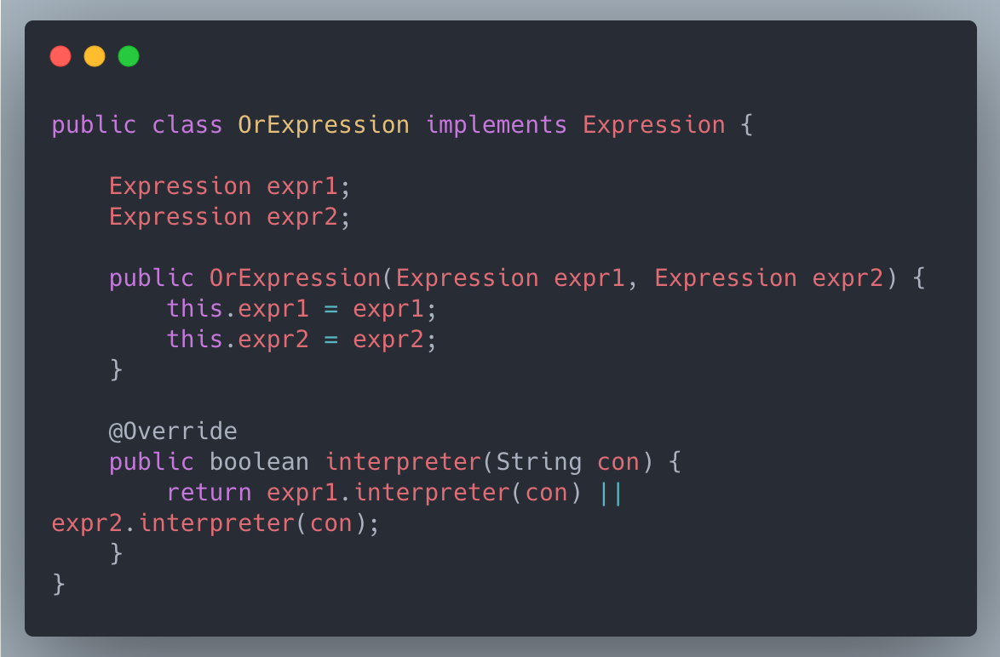 public class OrExpression implements Expression {

    Expression expr1;
    Expression expr2;

    public OrExpression(Expression expr1, Expression expr2) {
        this.expr1 = expr1;
        this.expr2 = expr2;
    }

    @Override
    public boolean interpreter(String con) {
        return expr1.interpreter(con) ||
expr2.interpreter(con);
    }
}